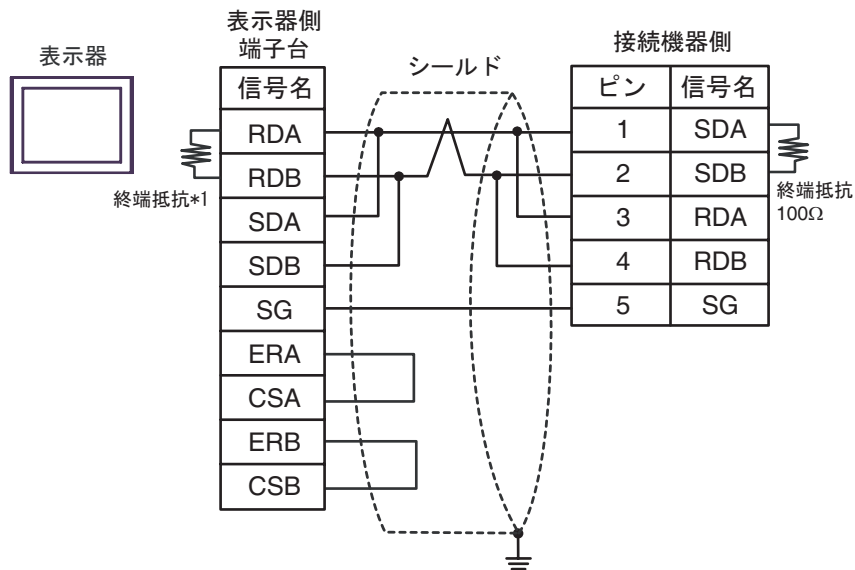 表示器
表示器側
端子台
信号名
RDA
RDB
SDA
SDB
SG
ERA
CSA
ERB
CSB
終端抵抗*1
シールド
接続機器側
ピン 信号名
1 SDA
2 SDB
3 RDA
4 RDB
5 SG
終端抵抗
100Ω